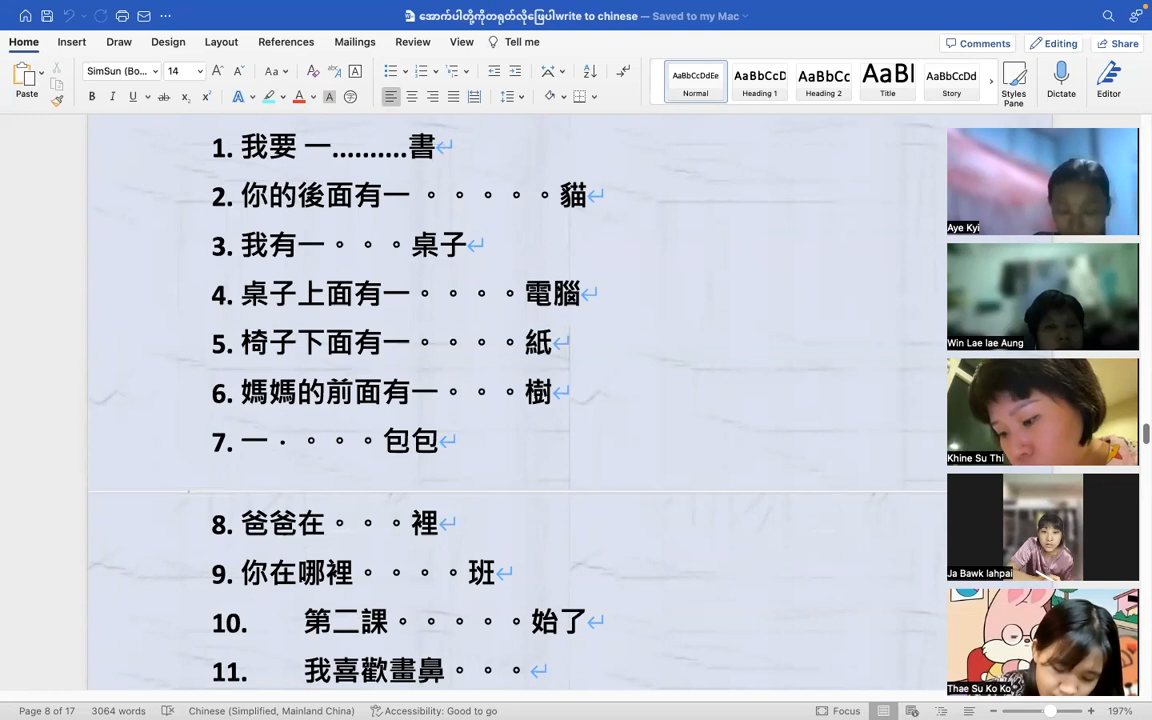 အောက်ပါတို့ကိုတရုတ်လိုဖြေပါwrite to chinese — Saved to my Mac
Home Insert Draw Design Layout References Mailings Review View Tell me Comments Editing Share
Paste SimSun (Bo... 14 Aa AaBbCcDdEe Normal AaBbCcD Heading 1 AaBbCc Heading 2 AaBl Title AaBbCcDd Story Styles Pane Dictate Editor
B I U ab x₂ x² A A A
1. 我要 一..........書
2. 你的後面有一。。。。。貓
3. 我有一。。。桌子
4. 桌子上面有一。。。。電腦
5. 椅子下面有一。。。。紙
6. 媽媽的前面有一。。。樹
7. 一．。。。包包
8. 爸爸在。。。裡
9. 你在哪裡。。。。班
10. 第二課。。。。。始了
11. 我喜歡畫鼻。。。
Aye Kyi
Win Lae lae Aung
Khine Su Thi
Ja Bawk lahpai
Thae Su Ko Ko
Page 8 of 17 3064 words Chinese (Simplified, Mainland China) Accessibility: Good to go Focus 197%